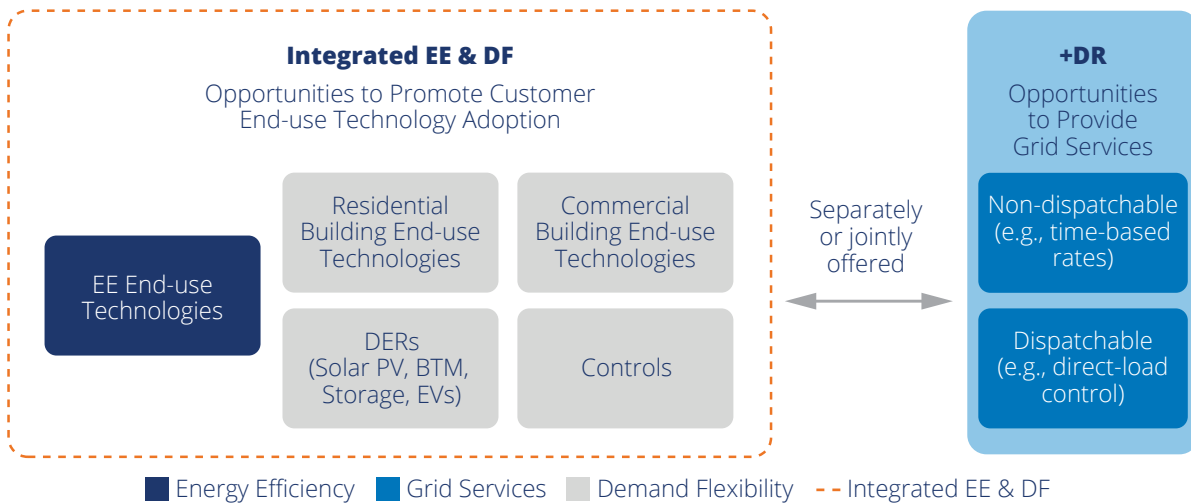 Integrated EE & DF
Opportunities to Promote Customer
End-use Technology Adoption
EE End-use
Technologies
Residential
Building End-use
Technologies
Commercial
Building End-use
Technologies
DERs
(Solar PV, BTM,
Storage, EVs)
Controls
Separately
or jointly
offered
+DR
Opportunities
to Provide
Grid Services
Non-dispatchable
(e.g., time-based
rates)
Dispatchable
(e.g., direct-load
control)
Energy Efficiency Grid Services Demand Flexibility Integrated EE & DF